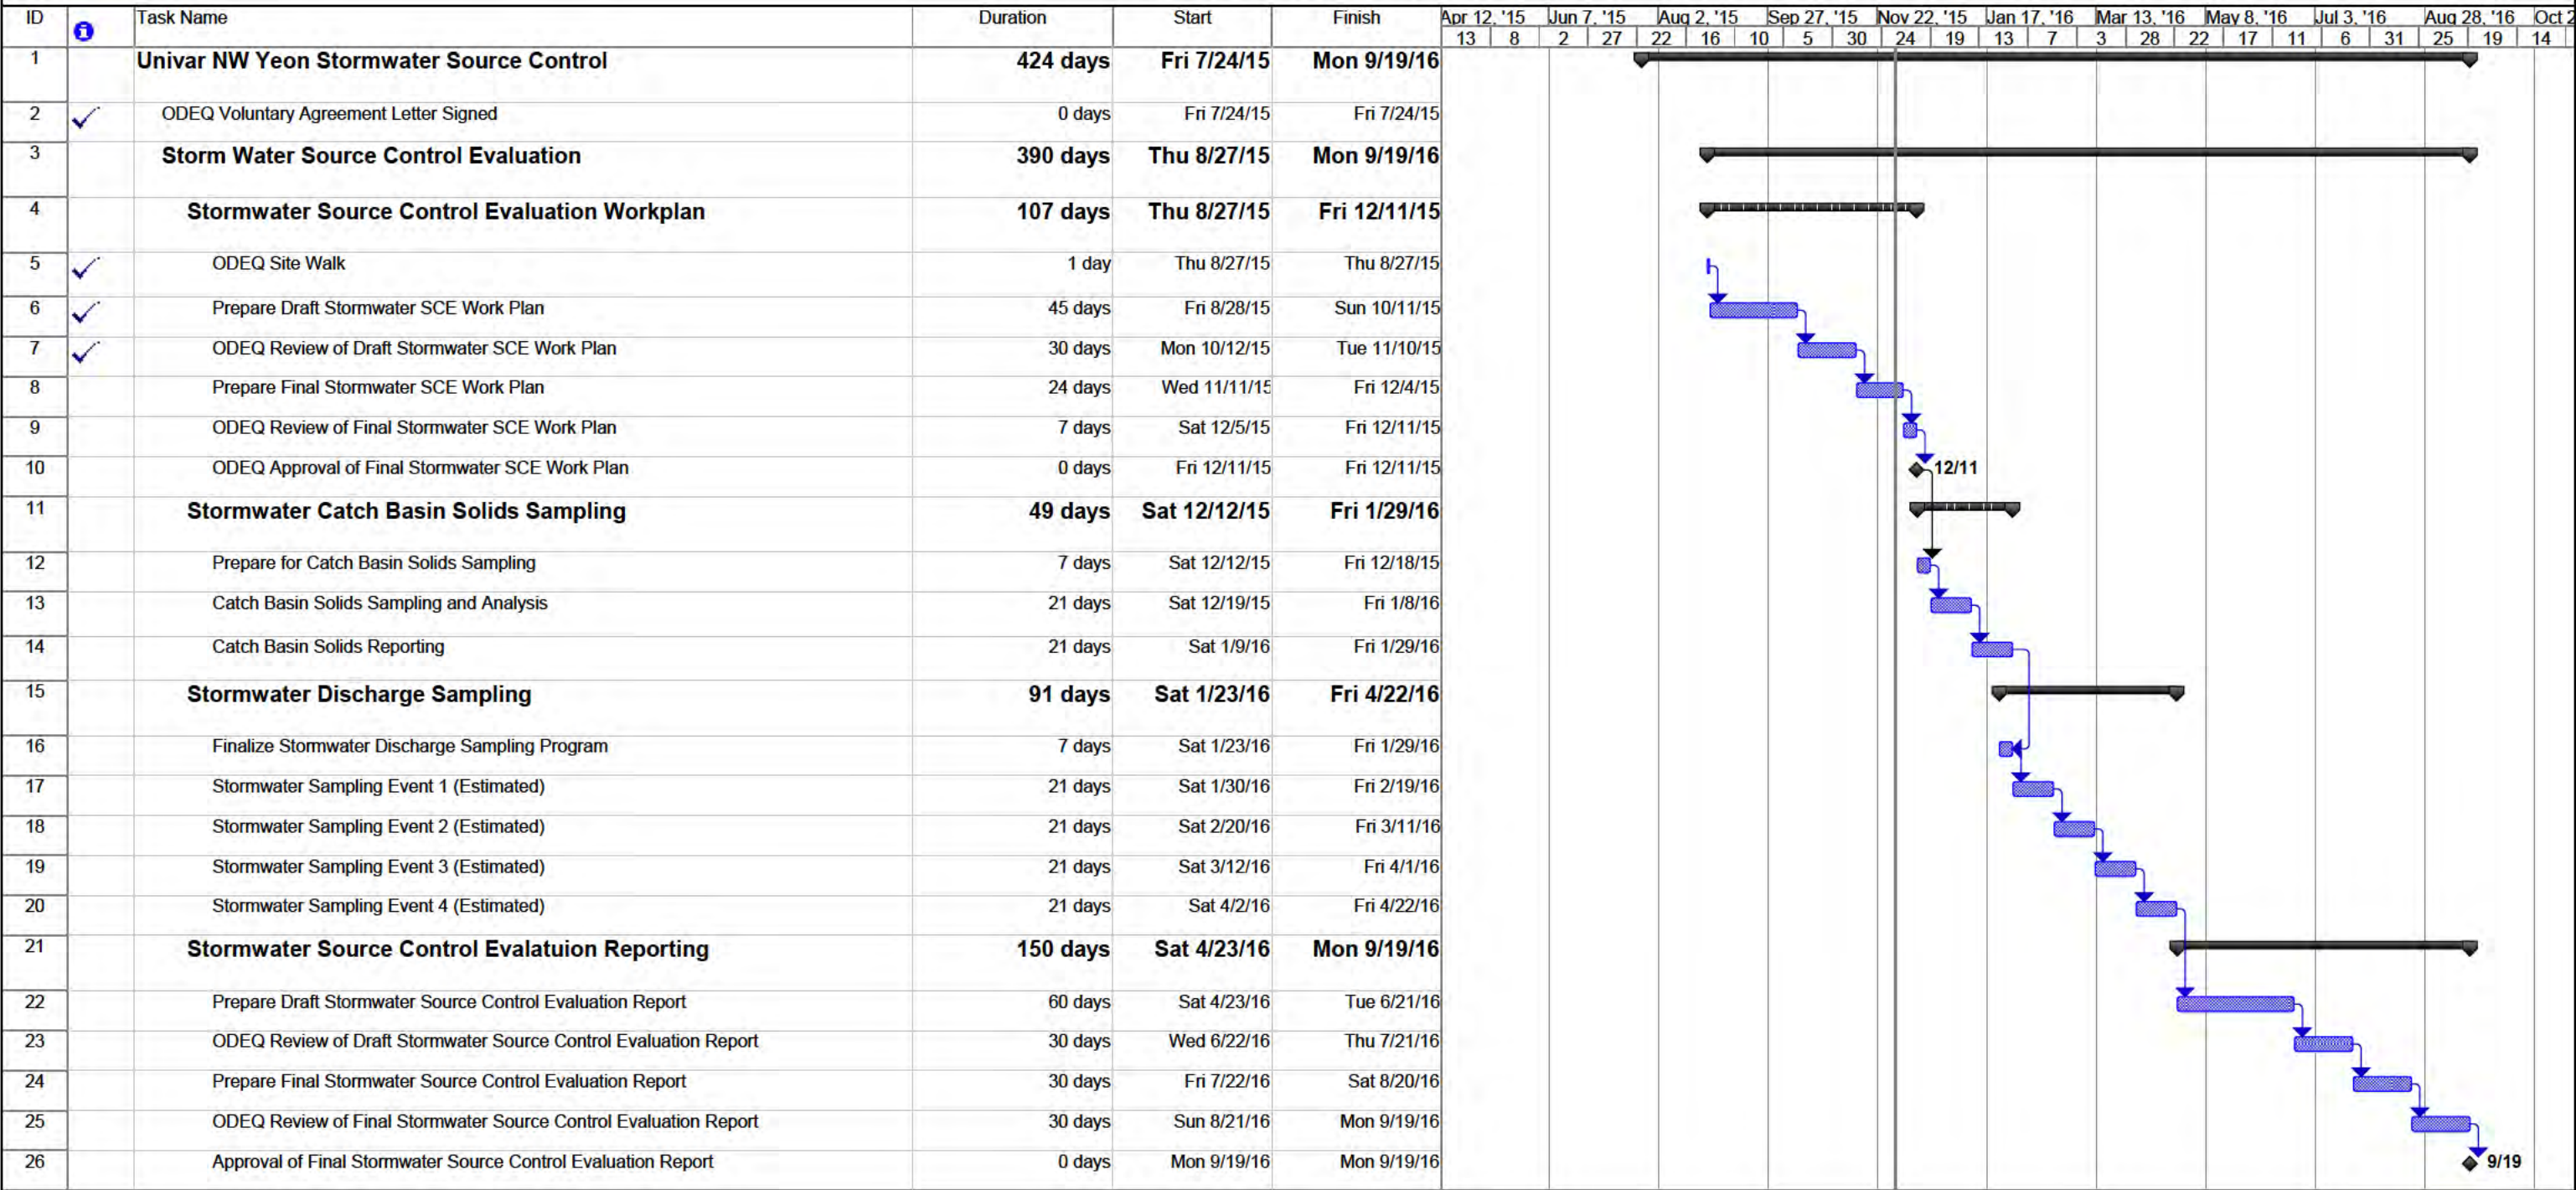 ID Task Name Duration Start Finish Apr 12, '15 Jun 7, '15 Aug 2, '15 Sep 27, '15 Nov 22, '15 Jan 17, '16 Mar 13, '16 May 8, '16 Jul 3, '16 Aug 28, '16 Oct
13 8 2 27 22 16 10 5 30 24 19 13 7 3 28 22 17 11 6 31 25 19 14
1 Univar NW Yeon Stormwater Source Control 424 days Fri 7/24/15 Mon 9/19/16
2 ODEQ Voluntary Agreement Letter Signed 0 days Fri 7/24/15 Fri 7/24/15
3 Storm Water Source Control Evaluation 390 days Thu 8/27/15 Mon 9/19/16
4 Stormwater Source Control Evaluation Workplan 107 days Thu 8/27/15 Fri 12/11/15
5 ODEQ Site Walk 1 day Thu 8/27/15 Thu 8/27/15
6 Prepare Draft Stormwater SCE Work Plan 45 days Fri 8/28/15 Sun 10/11/15
7 ODEQ Review of Draft Stormwater SCE Work Plan 30 days Mon 10/12/15 Tue 11/10/15
8 Prepare Final Stormwater SCE Work Plan 24 days Wed 11/11/15 Fri 12/4/15
9 ODEQ Review of Final Stormwater SCE Work Plan 7 days Sat 12/5/15 Fri 12/11/15
10 ODEQ Approval of Final Stormwater SCE Work Plan 0 days Fri 12/11/15 Fri 12/11/15 12/11
11 Stormwater Catch Basin Solids Sampling 49 days Sat 12/12/15 Fri 1/29/16
12 Prepare for Catch Basin Solids Sampling 7 days Sat 12/12/15 Fri 12/18/15
13 Catch Basin Solids Sampling and Analysis 21 days Sat 12/19/15 Fri 1/8/16
14 Catch Basin Solids Reporting 21 days Sat 1/9/16 Fri 1/29/16
15 Stormwater Discharge Sampling 91 days Sat 1/23/16 Fri 4/22/16
16 Finalize Stormwater Discharge Sampling Program 7 days Sat 1/23/16 Fri 1/29/16
17 Stormwater Sampling Event 1 (Estimated) 21 days Sat 1/30/16 Fri 2/19/16
18 Stormwater Sampling Event 2 (Estimated) 21 days Sat 2/20/16 Fri 3/11/16
19 Stormwater Sampling Event 3 (Estimated) 21 days Sat 3/12/16 Fri 4/1/16
20 Stormwater Sampling Event 4 (Estimated) 21 days Sat 4/2/16 Fri 4/22/16
21 Stormwater Source Control Evalatuion Reporting 150 days Sat 4/23/16 Mon 9/19/16
22 Prepare Draft Stormwater Source Control Evaluation Report 60 days Sat 4/23/16 Tue 6/21/16
23 ODEQ Review of Draft Stormwater Source Control Evaluation Report 30 days Wed 6/22/16 Thu 7/21/16
24 Prepare Final Stormwater Source Control Evaluation Report 30 days Fri 7/22/16 Sat 8/20/16
25 ODEQ Review of Final Stormwater Source Control Evaluation Report 30 days Sun 8/21/16 Mon 9/19/16
26 Approval of Final Stormwater Source Control Evaluation Report 0 days Mon 9/19/16 Mon 9/19/16 9/19